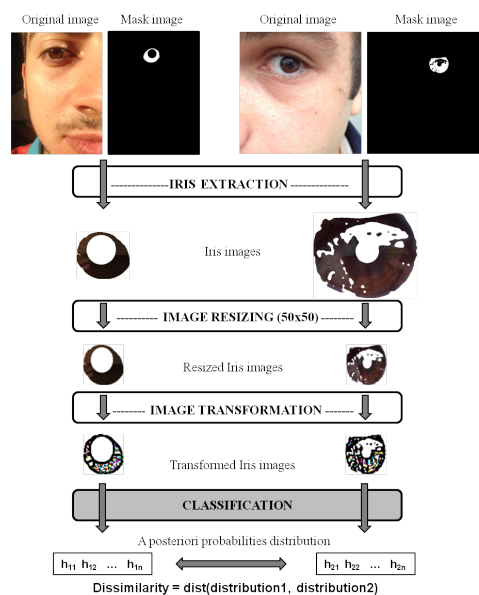 Original image Mask image Original image Mask image
-------------IRIS EXTRACTION -------------
Iris images
---------- IMAGE RESIZING (50x50) --------
Resized Iris images
-------- IMAGE TRANSFORMATION ------
Transformed Iris images
CLASSIFICATION
A posteriori probabilities distribution
h11 h12 ... h1n h21 h22 ... h2n
Dissimilarity = dist(distribution1, distribution2)